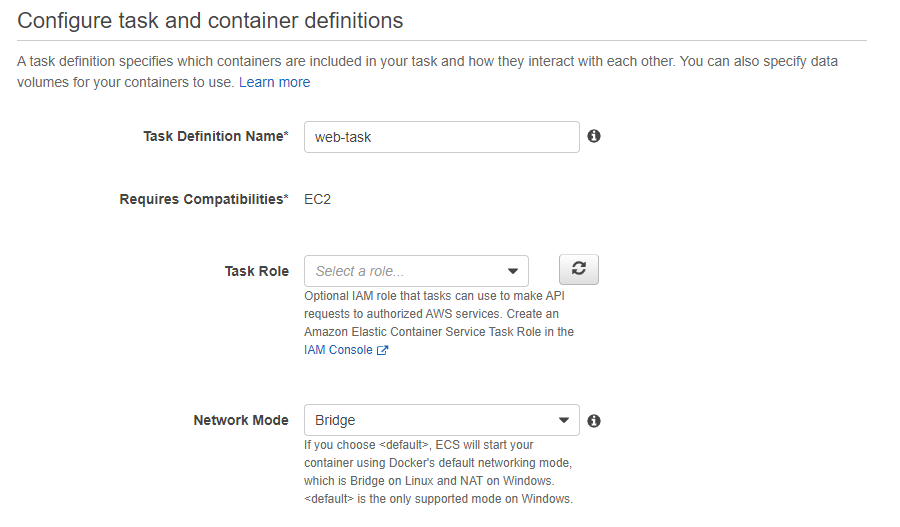 Configure task and container definitions
A task definition specifies which containers are included in your task and how they interact with each other. You can also specify data
volumes for your containers to use. Learn more
Task Definition Name* web-task
Requires Compatibilities* EC2
Task Role Select a role...
Optional IAM role that tasks can use to make API
requests to authorized AWS services. Create an
Amazon Elastic Container Service Task Role in the
IAM Console
Network Mode Bridge
If you choose <default>, ECS will start your
container using Docker's default networking mode,
which is Bridge on Linux and NAT on Windows.
<default> is the only supported mode on Windows.